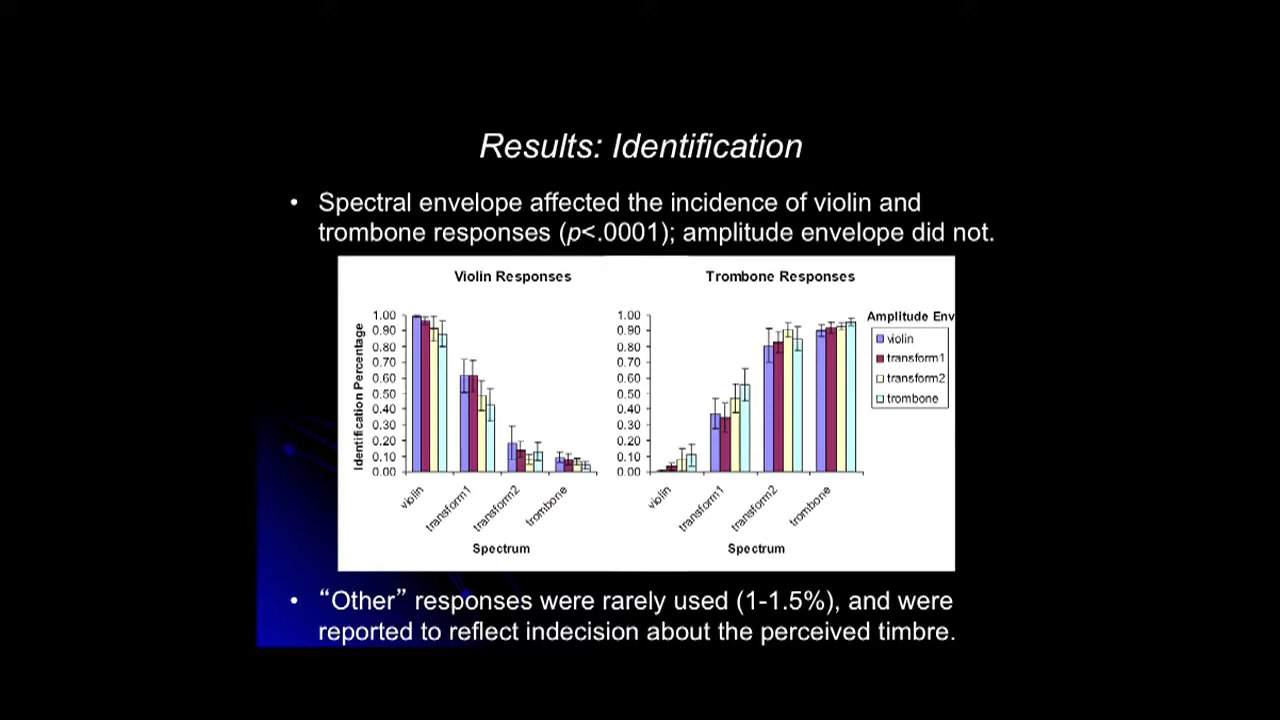 Results: Identification
• Spectral envelope affected the incidence of violin and
trombone responses (p<.0001); amplitude envelope did not.
Violin Responses
Identification Percentage
1.00
0.90
0.80
0.70
0.60
0.50
0.40
0.30
0.20
0.10
0.00
violin
transform1
transform2
trombone
Spectrum
Trombone Responses
1.00
0.90
0.80
0.70
0.60
0.50
0.40
0.30
0.20
0.10
0.00
violin
transform1
transform2
trombone
Spectrum
Amplitude Env
violin
transform1
transform2
trombone
• “Other” responses were rarely used (1-1.5%), and were
reported to reflect indecision about the perceived timbre.